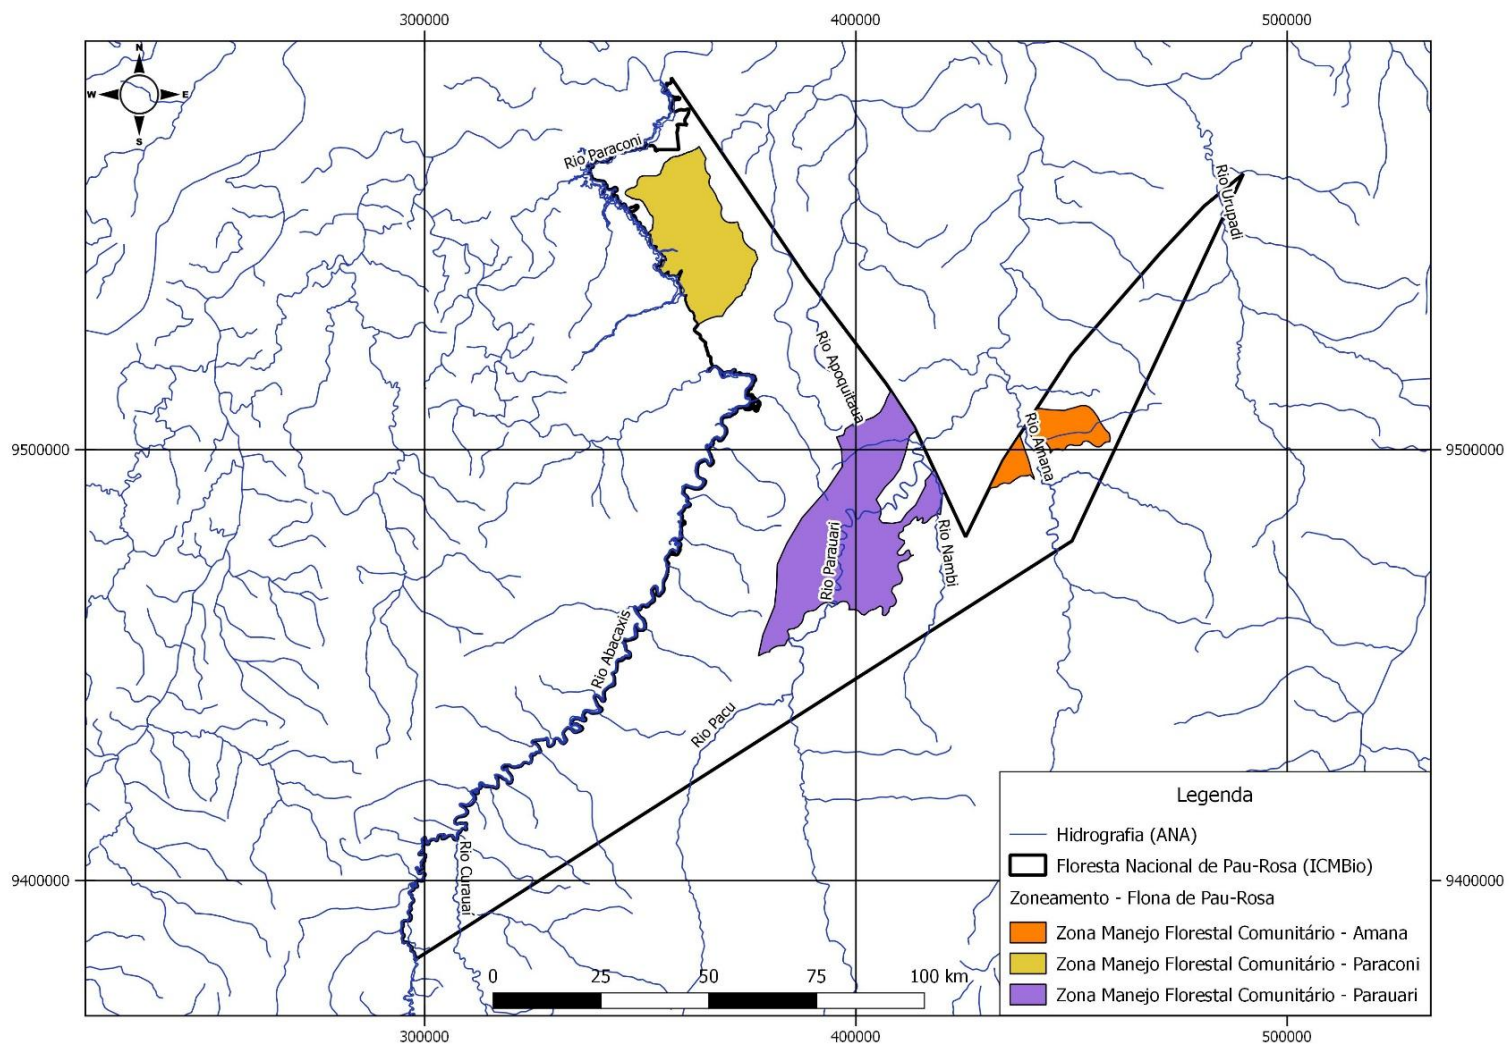 300000 400000 500000
N
W E
S
Rio Paraconi
Rio Urupadi
Rio Apoquitaua
Rio Amana
9500000 9500000
Rio Parauari
Rio Nambi
Rio Abacaxis
Rio Pacu
Rio Curauaí
Legenda
Hidrografia (ANA)
Floresta Nacional de Pau-Rosa (ICMBio)
9400000 9400000
Zoneamento - Flona de Pau-Rosa
Zona Manejo Florestal Comunitário - Amana
Zona Manejo Florestal Comunitário - Paraconi
Zona Manejo Florestal Comunitário - Parauari
0 25 50 75 100 km
300000 400000 500000